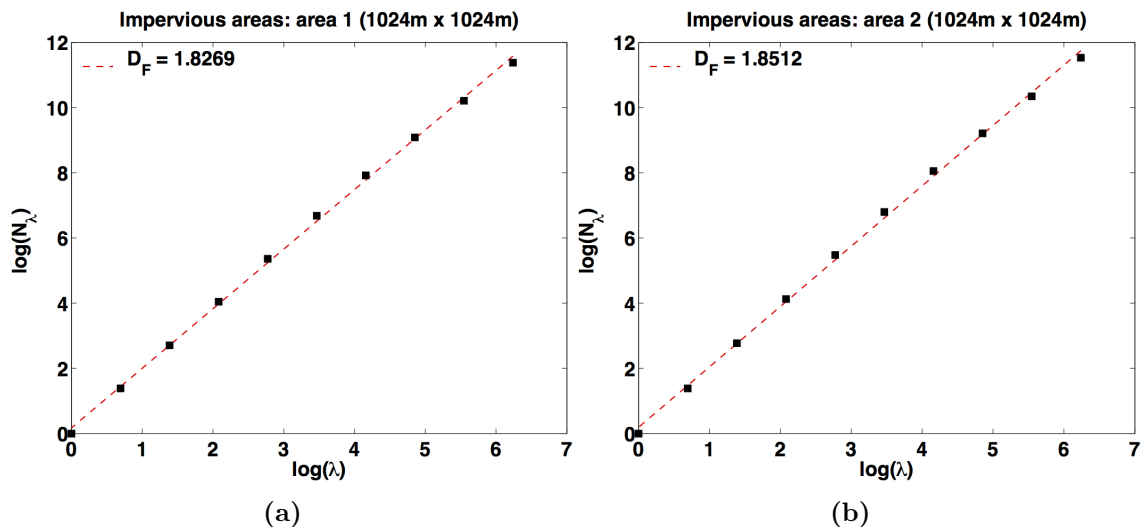 Impervious areas: area 1 (1024m x 1024m)
12
10
8
6
4
2
0
log(N_λ)
D_F = 1.8269
0 1 2 3 4 5 6 7
log(λ)
(a)
Impervious areas: area 2 (1024m x 1024m)
12
10
8
6
4
2
0
log(N_λ)
D_F = 1.8512
0 1 2 3 4 5 6 7
log(λ)
(b)